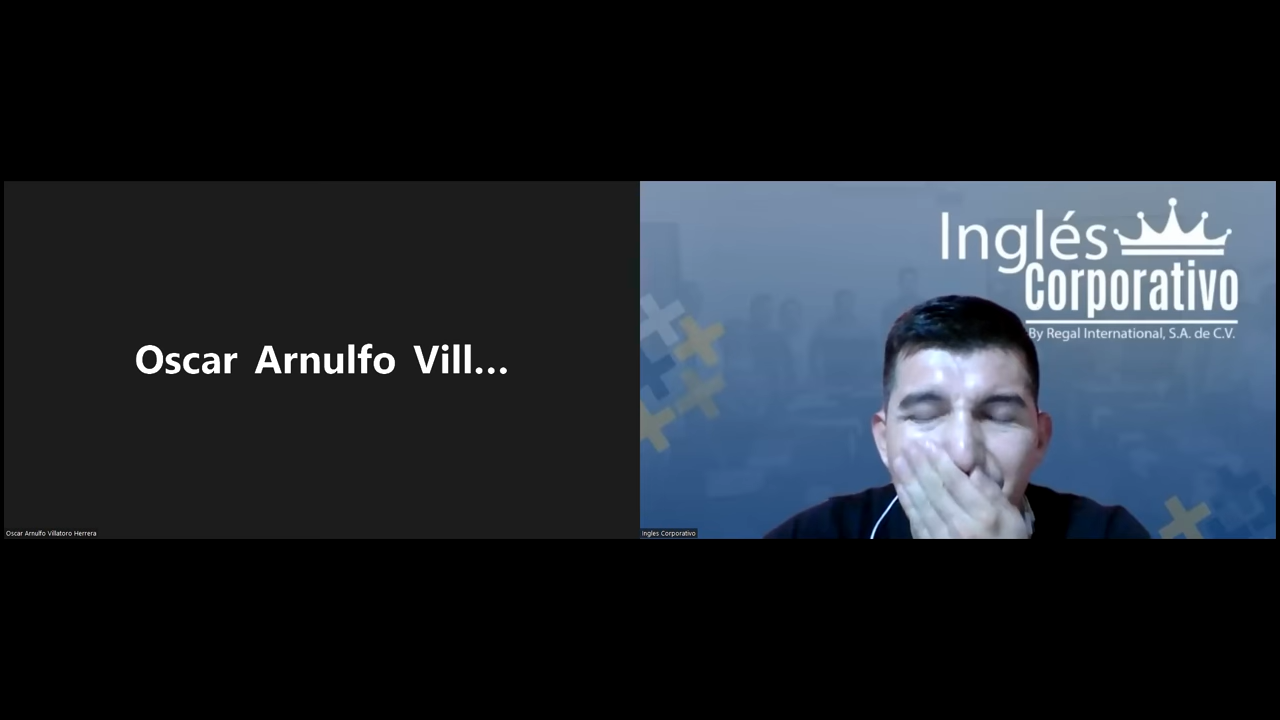 Oscar Arnulfo Vill...
Oscar Arnulfo Villatoro Herrera
Inglés
Corporativo
By Regal International, S.A. de C.V.
Ingles Corporativo